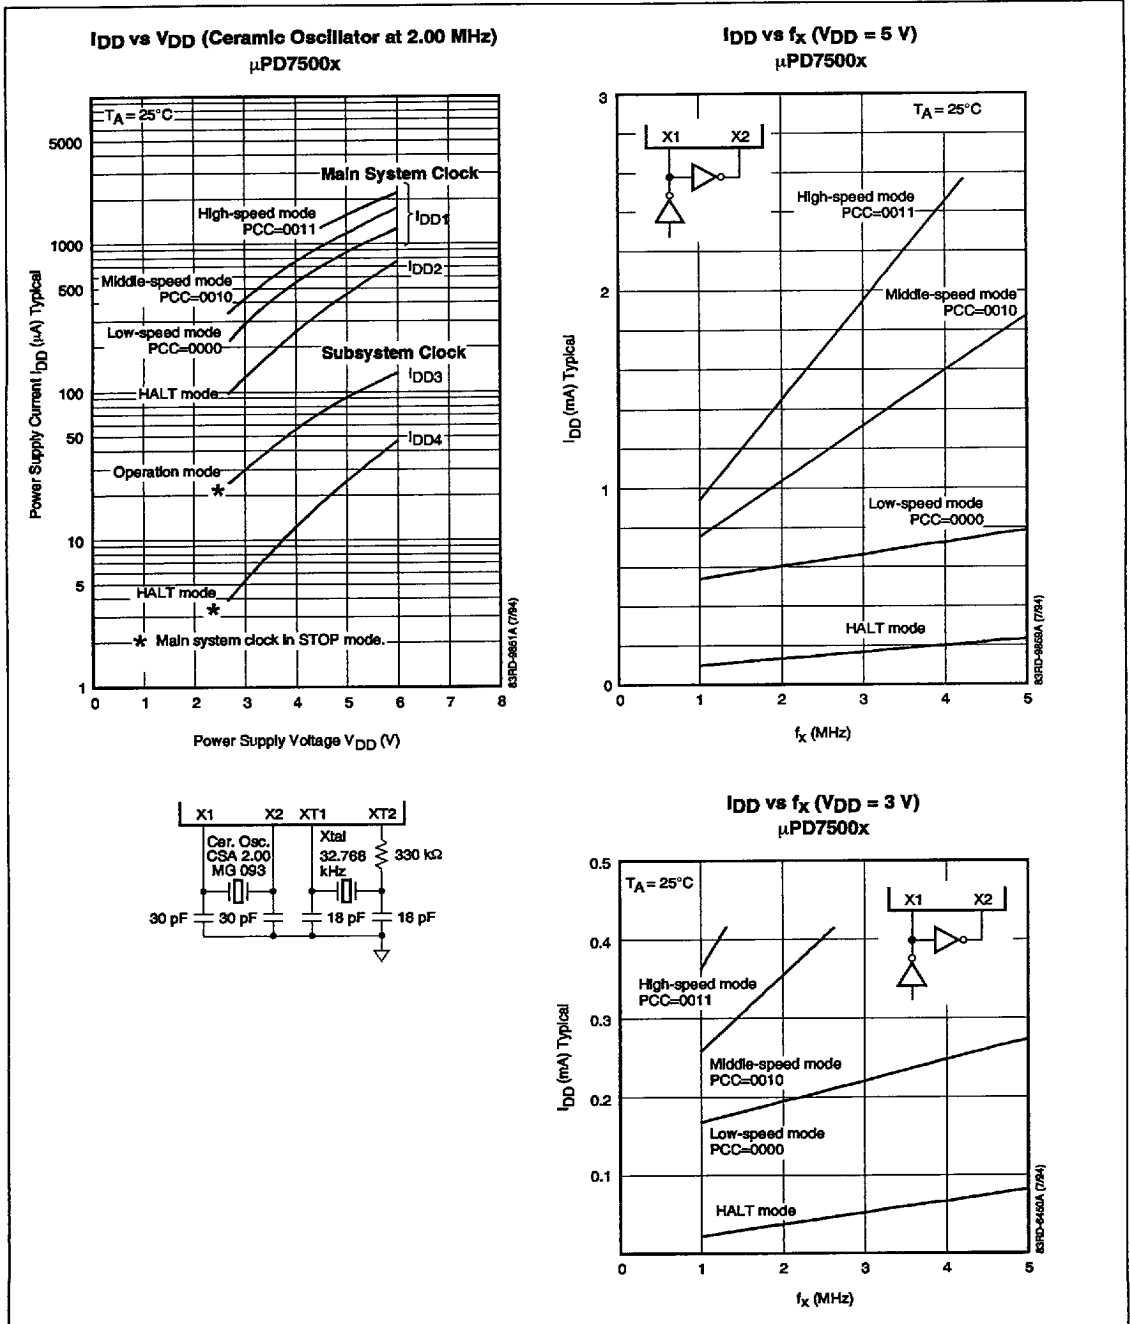 IDD vs VDD (Ceramic Oscillator at 2.00 MHz)
µPD7500x
TA = 25°C
5000
1000
500
100
50
10
5
1
0 1 2 3 4 5 6 7 8
Power Supply Current IDD (µA) Typical
Power Supply Voltage VDD (V)
Main System Clock
High-speed mode
PCC=0011
IDD1
Middle-speed mode
PCC=0010
IDD2
Low-speed mode
PCC=0000
HALT mode
Subsystem Clock
IDD3
Operation mode
*
IDD4
HALT mode
*
* Main system clock in STOP mode.
83RD-9851A (7/94)
X1 X2 XT1 XT2
Cer. Osc.
CSA 2.00
MG 093
Xtal
32.768
kHz
330 kΩ
30 pF 30 pF 18 pF 18 pF
IDD vs fX (VDD = 5 V)
µPD7500x
3
2
1
0
0 1 2 3 4 5
IDD (mA) Typical
fX (MHz)
TA = 25°C
X1 X2
High-speed mode
PCC=0011
Middle-speed mode
PCC=0010
Low-speed mode
PCC=0000
HALT mode
83RD-9859A (7/94)
IDD vs fX (VDD = 3 V)
µPD7500x
0.5
0.4
0.3
0.2
0.1
0 1 2 3 4 5
IDD (mA) Typical
fX (MHz)
TA = 25°C
X1 X2
High-speed mode
PCC=0011
Middle-speed mode
PCC=0010
Low-speed mode
PCC=0000
HALT mode
(7/94)